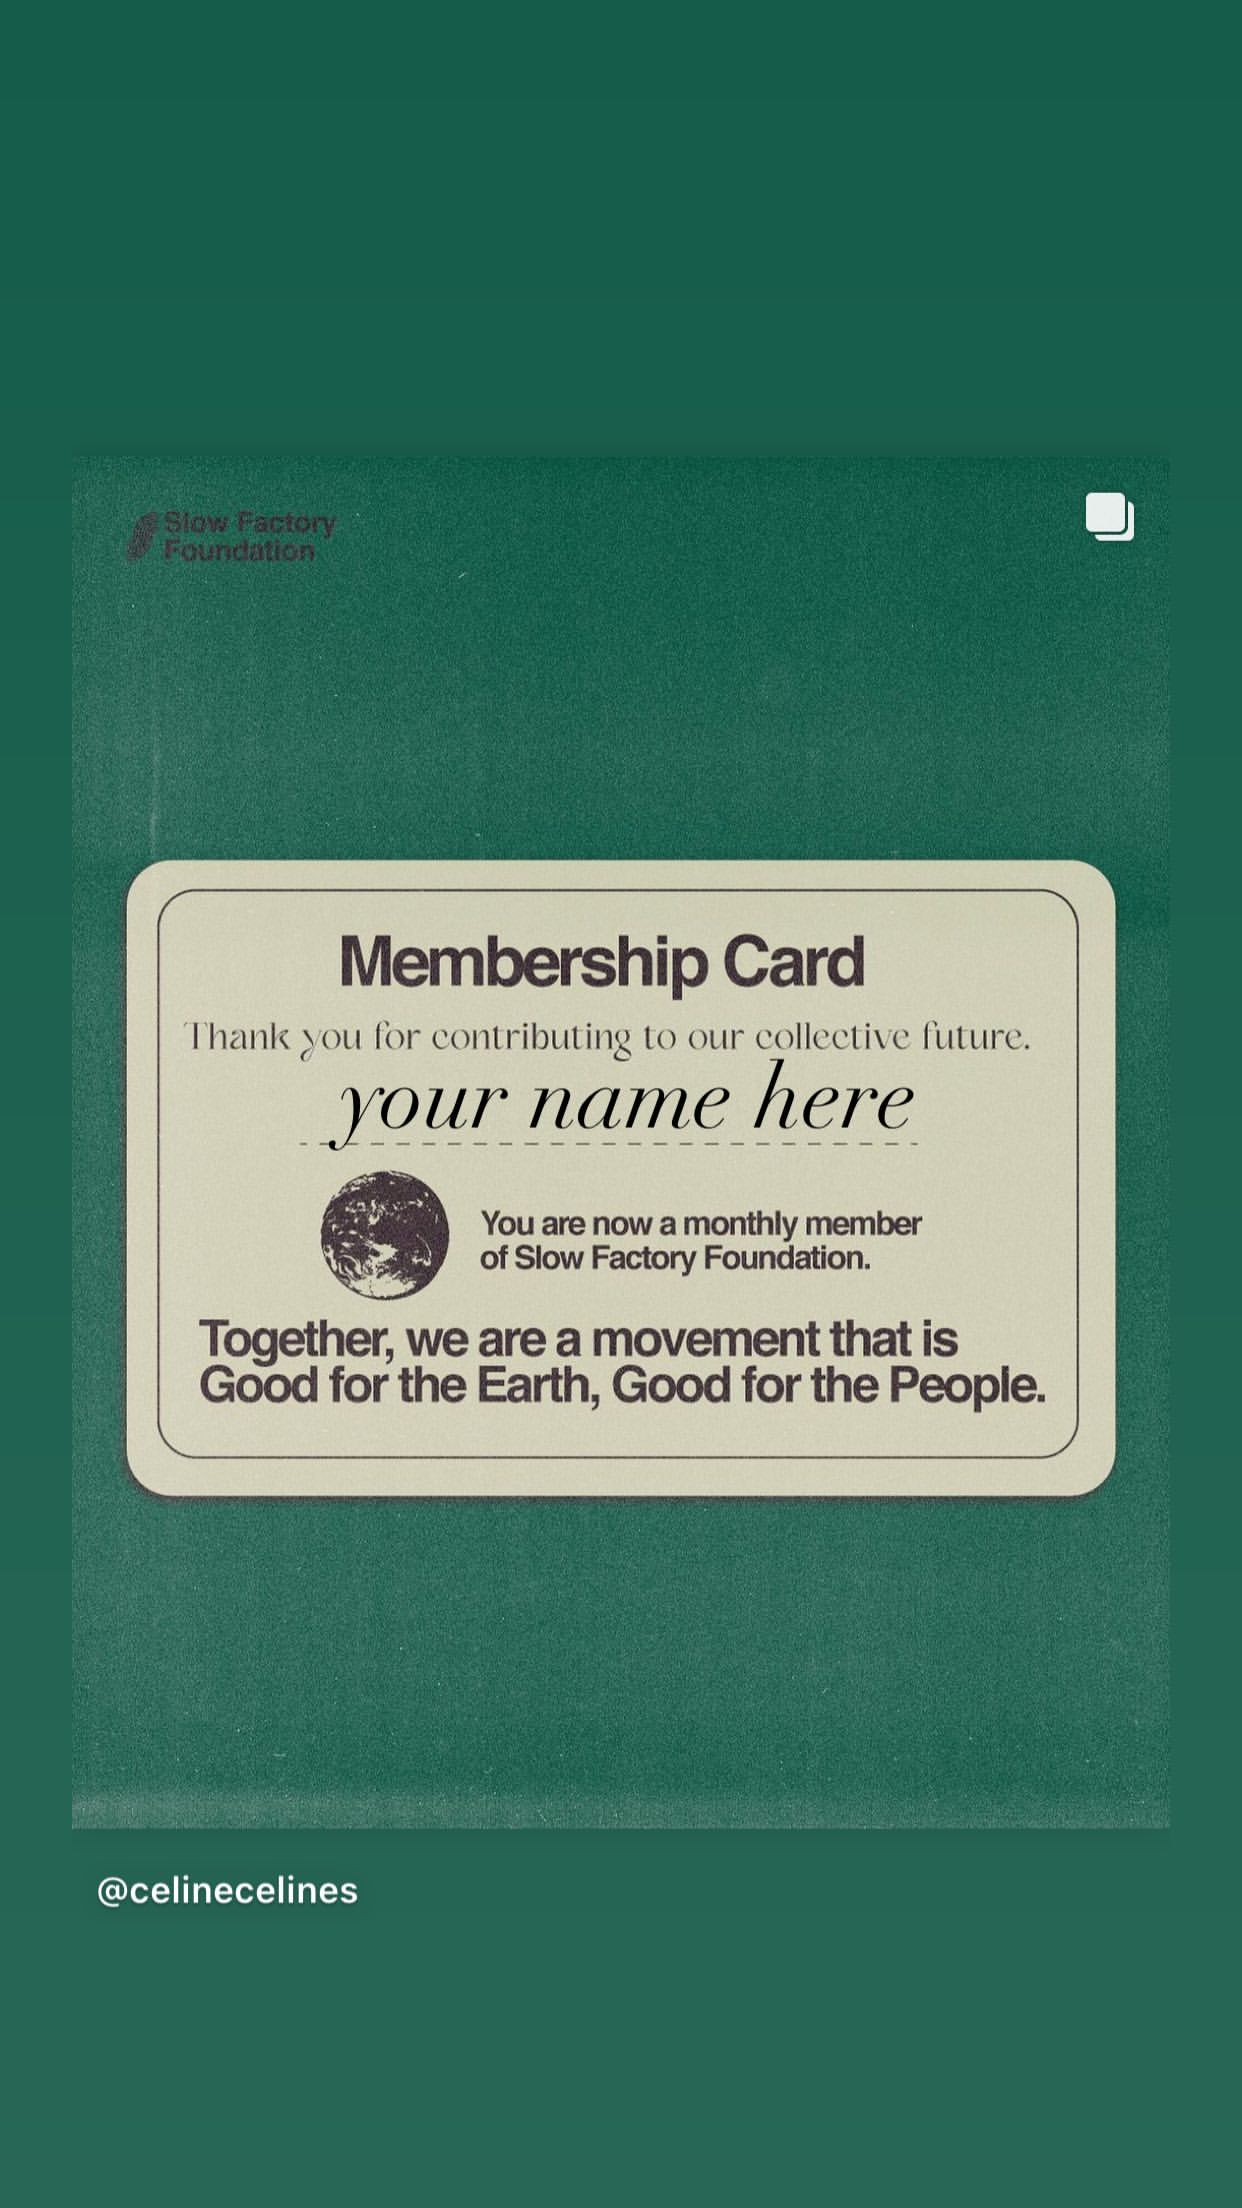 Slow Factory
Foundation
Membership Card
Thank you for contributing to our collective future.
your name here
You are now a monthly member
of Slow Factory Foundation.
Together, we are a movement that is
Good for the Earth, Good for the People.
@celinecelines